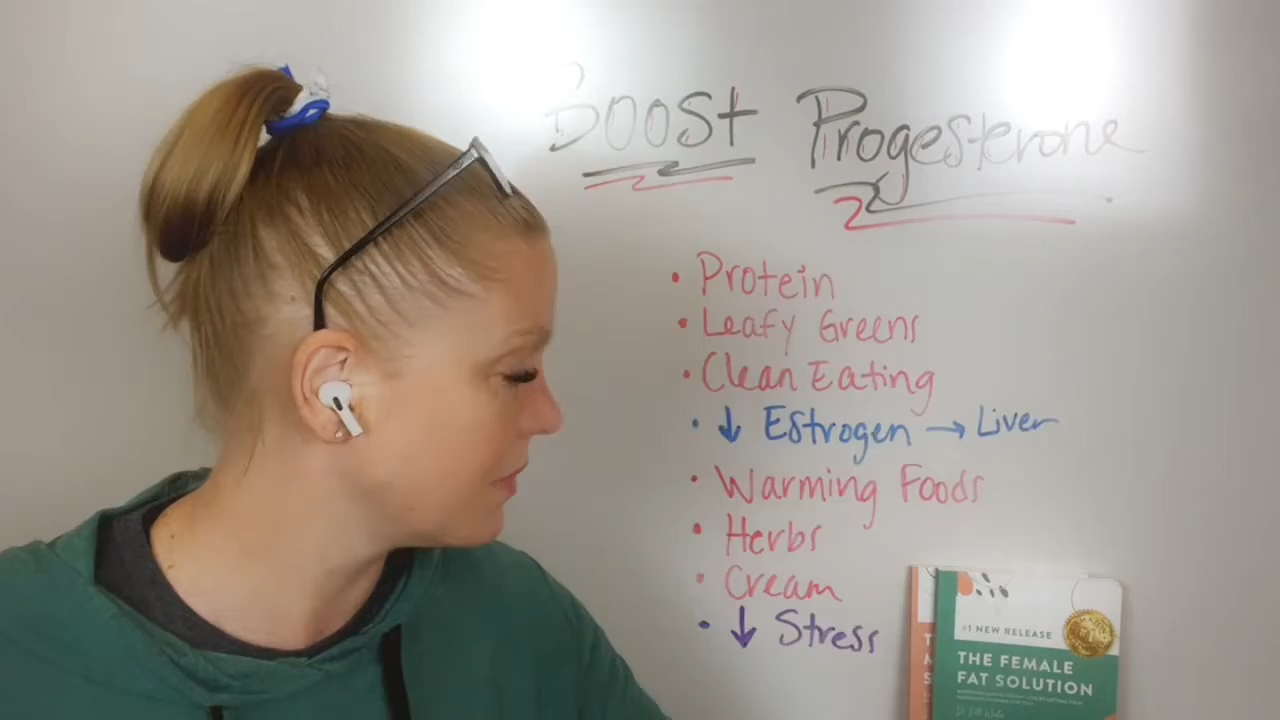 Boost Progesterone
• Protein
• Leafy Greens
• Clean Eating
• ↓ Estrogen → Liver
• Warming Foods
• Herbs
• Cream
• ↓ Stress
#1 NEW RELEASE
THE FEMALE
FAT SOLUTION